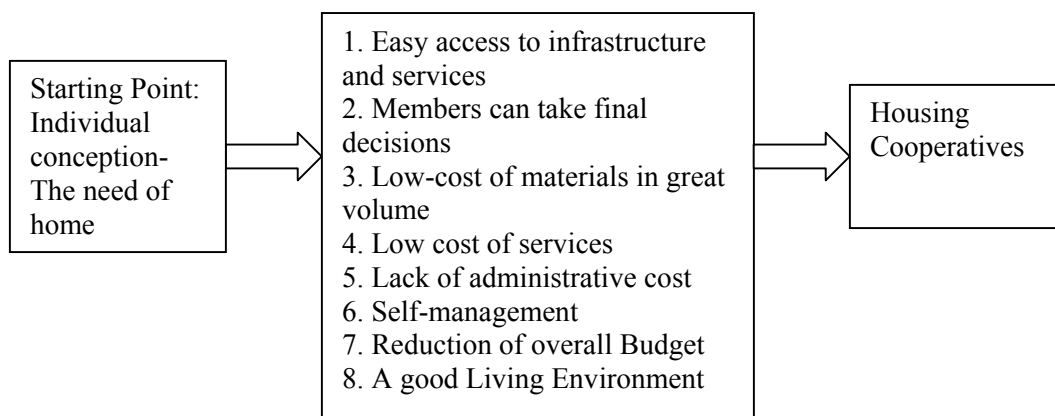 Starting Point:
Individual
conception-
The need of
home
1. Easy access to infrastructure
and services
2. Members can take final
decisions
3. Low-cost of materials in great
volume
4. Low cost of services
5. Lack of administrative cost
6. Self-management
7. Reduction of overall Budget
8. A good Living Environment
Housing
Cooperatives